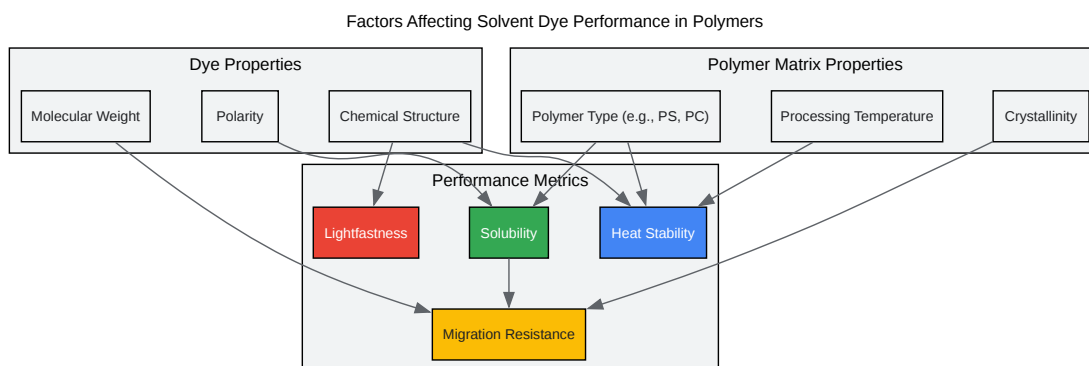 Factors Affecting Solvent Dye Performance in Polymers
Dye Properties
Polymer Matrix Properties
Molecular Weight
Polarity
Chemical Structure
Polymer Type (e.g., PS, PC)
Processing Temperature
Crystallinity
Performance Metrics
Lightfastness
Solubility
Heat Stability
Migration Resistance